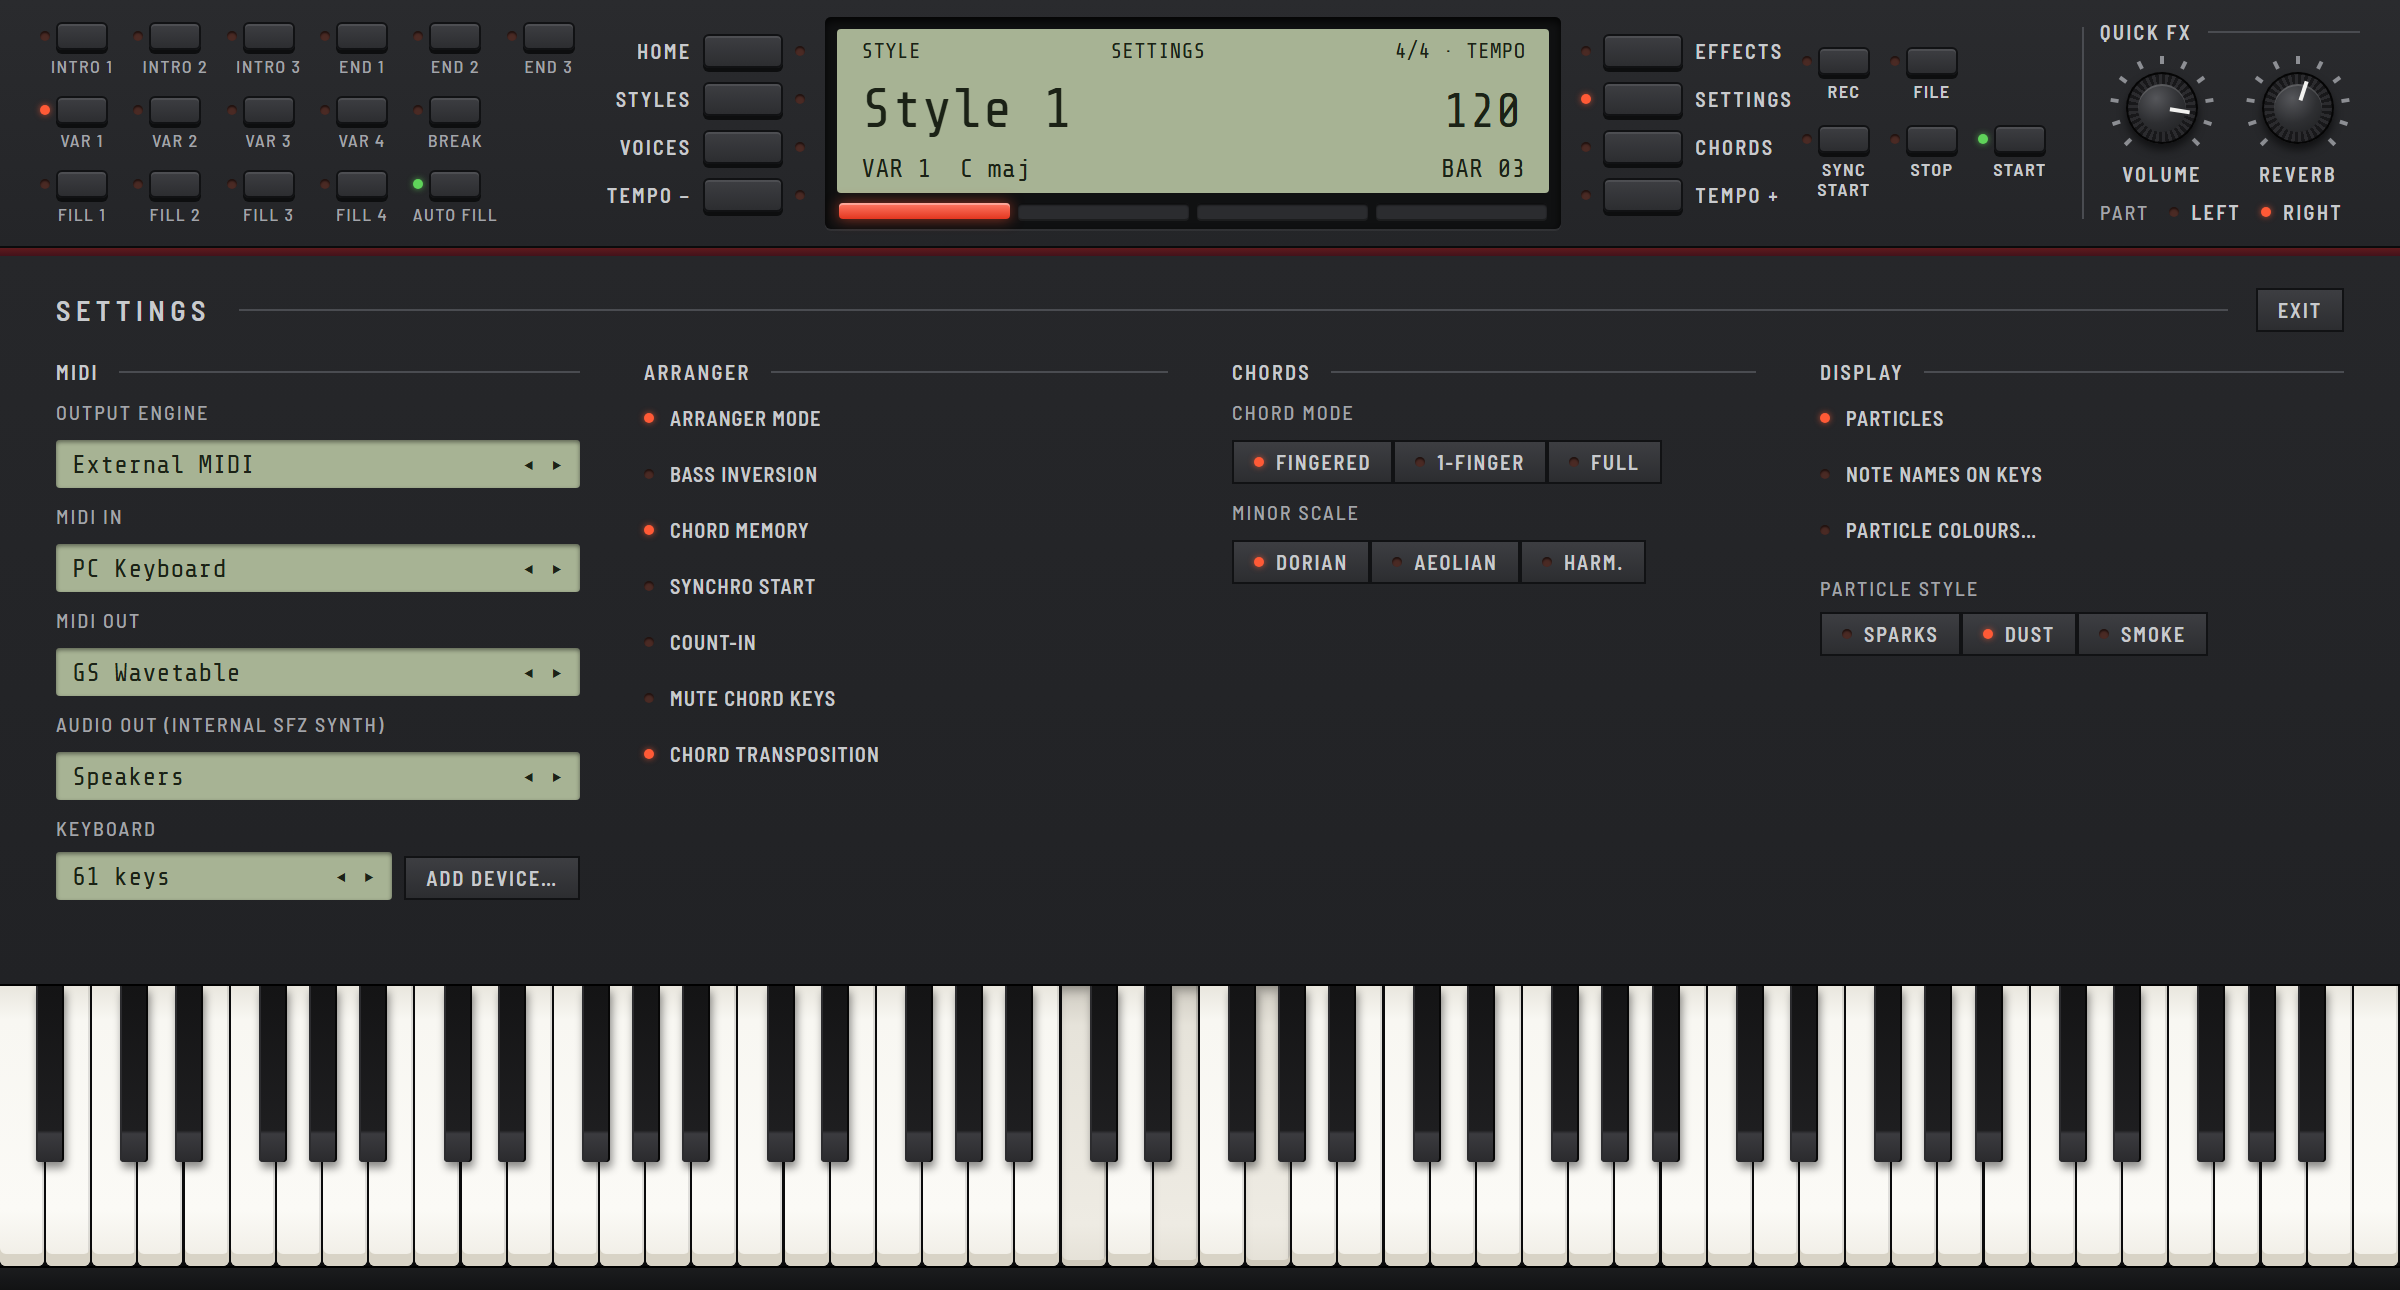 INTRO 1 INTRO 2 INTRO 3 END 1 END 2 END 3
VAR 1 VAR 2 VAR 3 VAR 4 BREAK
FILL 1 FILL 2 FILL 3 FILL 4 AUTO FILL
HOME
STYLES
VOICES
TEMPO –
STYLE SETTINGS 4/4 · TEMPO
Style 1 120
VAR 1 C maj BAR 03
EFFECTS
SETTINGS
CHORDS
TEMPO +
REC FILE
SYNC START STOP START
QUICK FX
VOLUME REVERB
PART LEFT RIGHT
SETTINGS EXIT
MIDI
OUTPUT ENGINE
External MIDI ◄ ►
MIDI IN
PC Keyboard ◄ ►
MIDI OUT
GS Wavetable ◄ ►
AUDIO OUT (INTERNAL SFZ SYNTH)
Speakers ◄ ►
KEYBOARD
61 keys ◄ ► ADD DEVICE...
ARRANGER
ARRANGER MODE
BASS INVERSION
CHORD MEMORY
SYNCHRO START
COUNT-IN
MUTE CHORD KEYS
CHORD TRANSPOSITION
CHORDS
CHORD MODE
FINGERED 1-FINGER FULL
MINOR SCALE
DORIAN AEOLIAN HARM.
DISPLAY
PARTICLES
NOTE NAMES ON KEYS
PARTICLE COLOURS...
PARTICLE STYLE
SPARKS DUST SMOKE